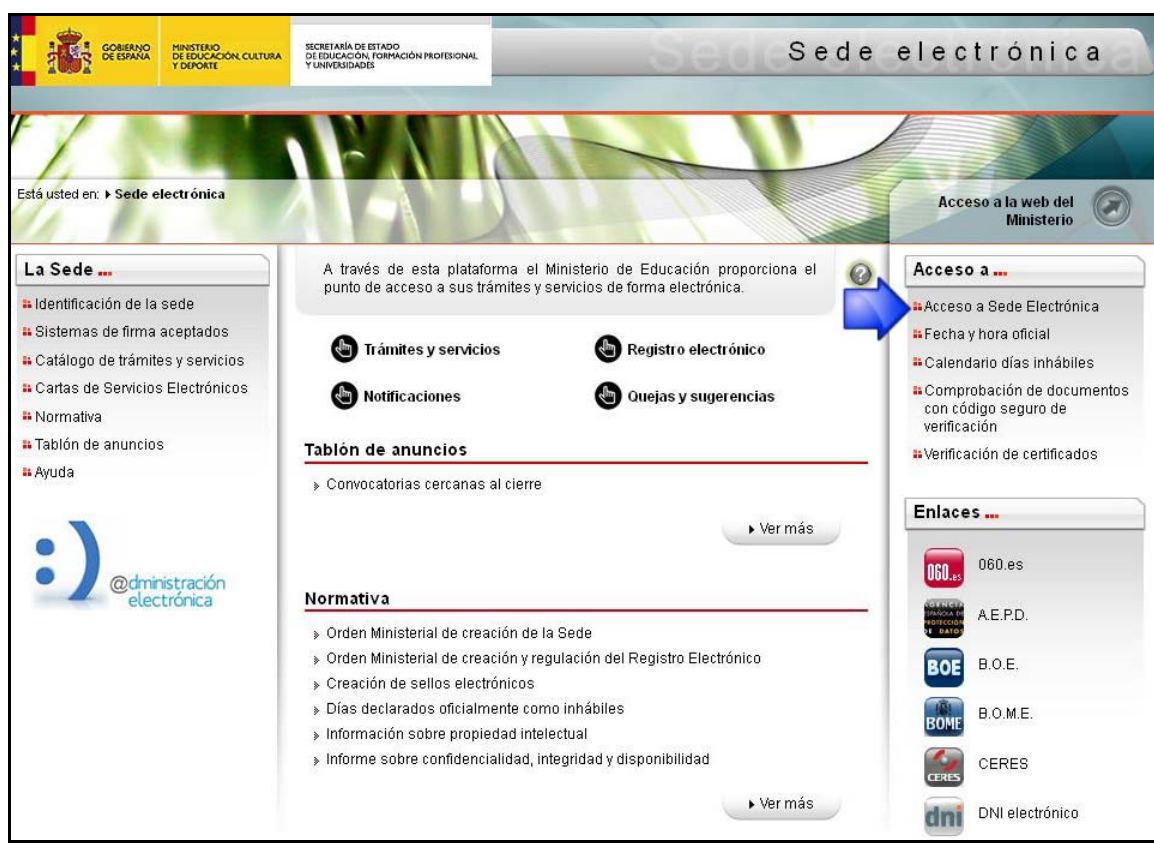 GOBIERNO
DE ESPAÑA
MINISTERIO
DE EDUCACIÓN, CULTURA
Y DEPORTE
SECRETARÍA DE ESTADO
DE EDUCACIÓN, FORMACIÓN PROFESIONAL
Y UNIVERSIDADES
Sede electrónica
Está usted en: Sede electrónica
Acceso a la web del
Ministerio
La Sede ...
Identificación de la sede
Sistemas de firma aceptados
Catálogo de trámites y servicios
Cartas de Servicios Electrónicos
Normativa
Tablón de anuncios
Ayuda
@dministración
electrónica
A través de esta plataforma el Ministerio de Educación proporciona el
punto de acceso a sus trámites y servicios de forma electrónica.
Trámites y servicios
Registro electrónico
Notificaciones
Quejas y sugerencias
Tablón de anuncios
Convocatorias cercanas al cierre
Ver más
Normativa
Orden Ministerial de creación de la Sede
Orden Ministerial de creación y regulación del Registro Electrónico
Creación de sellos electrónicos
Días declarados oficialmente como inhábiles
Información sobre propiedad intelectual
Informe sobre confidencialidad, integridad y disponibilidad
Ver más
?
Acceso a ...
Acceso a Sede Electrónica
Fecha y hora oficial
Calendario días inhábiles
Comprobación de documentos
con código seguro de
verificación
Verificación de certificados
Enlaces ...
060.es
060.es
AGENCIA
ESPAÑOLA DE
PROTECCIÓN
DE DATOS
A.E.P.D.
BOE
B.O.E.
BOME
B.O.M.E.
CERES
CERES
dni
DNI electrónico